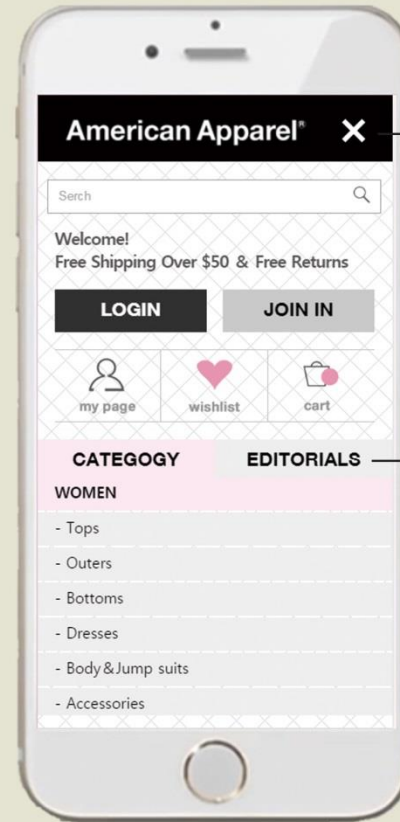 American Apparel®
Serch
Welcome!
Free Shipping Over $50 & Free Returns
LOGIN
JOIN IN
my page
wishlist
cart
CATEGOGY
EDITORIALS
WOMEN
- Tops
- Outers
- Bottoms
- Dresses
- Body & Jump suits
- Accessories